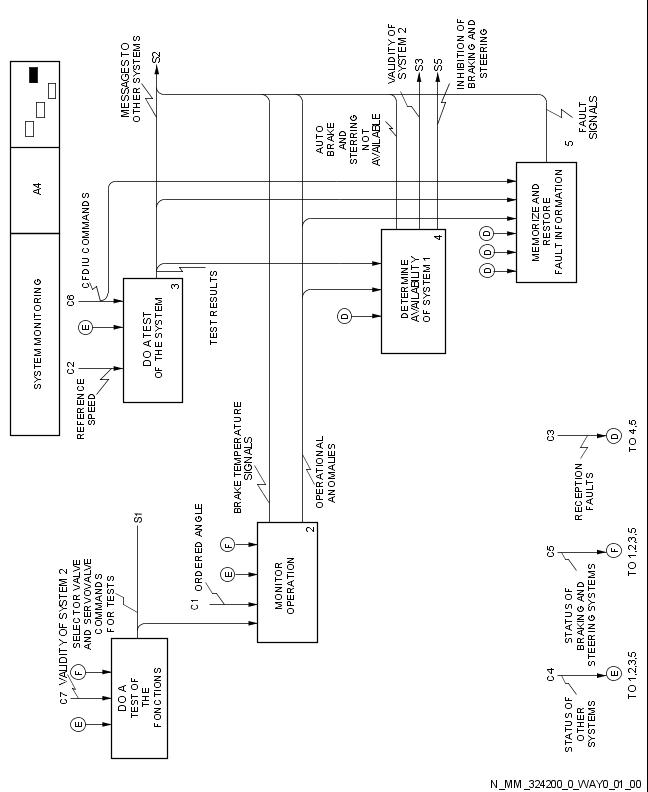 SYSTEM MONITORING
A4
C7 VALIDITY OF SYSTEM 2
E
F
DO A
TEST OF
THE
FONCTIONS
SELECTOR VALVE
AND SERVOVALVE
COMMANDS
FOR TESTS
S1
C1 ORDERED ANGLE
E
F
MONITOR
OPERATION
2
BRAKE TEMPERATURE
SIGNALS
OPERATIONAL
ANOMALIES
C2
REFERENCE
SPEED
E
C6
CFDIU COMMANDS
DO A TEST
OF THE SYSTEM
3
TEST RESULTS
MESSAGES TO
OTHER SYSTEMS
S2
D
DETERMINE
AVAILABILITY
OF SYSTEM 1
4
AUTO
BRAKE
AND
STERRING
NOT
AVAILABLE
VALIDITY OF
SYSTEM 2
S3
S5
INHIBITION OF
BRAKING AND
STEERING
D
D
D
MEMORIZE AND
RESTORE
FAULT INFORMATION
5
FAULT
SIGNALS
C4
STATUS OF
OTHER
SYSTEMS
E
TO 1,2,3,5
C5
STATUS OF
BRAKING AND
STEERING SYSTEMS
F
TO 1,2,3,5
C3
RECEPTION
FAULTS
D
TO 4,5
N_MM_324200_0_WAY0_01_00